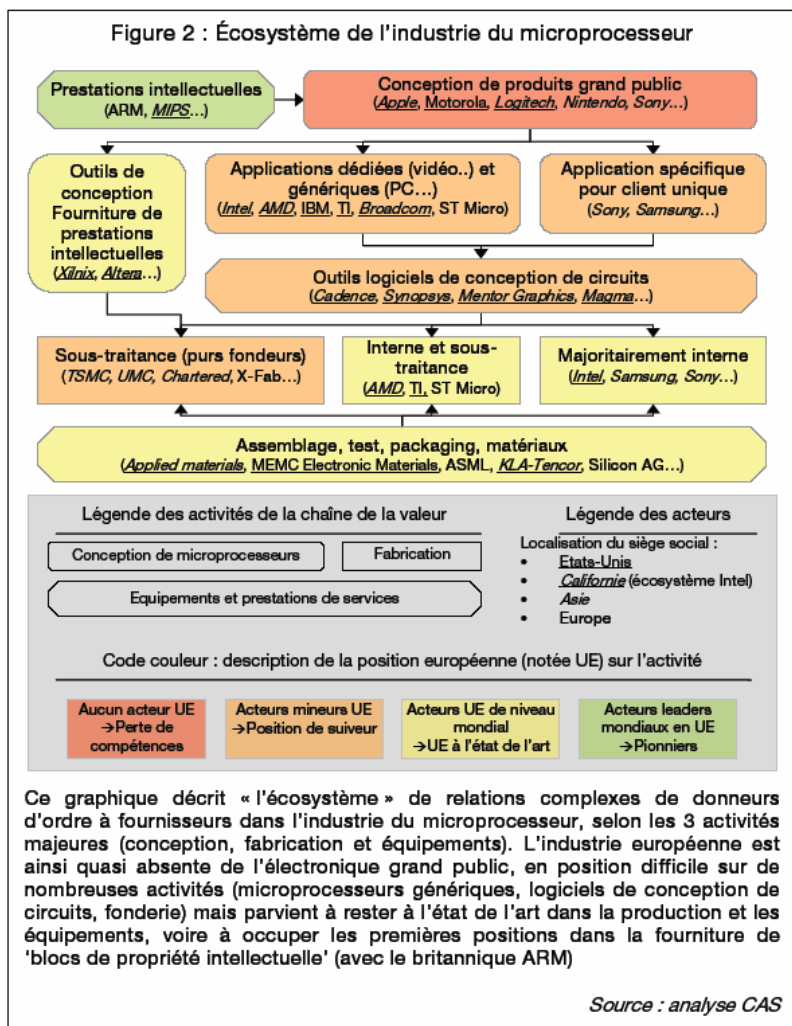 Figure 2 : Écosystème de l'industrie du microprocesseur
Prestations intellectuelles
(ARM, MIPS…)
Conception de produits grand public
(Apple, Motorola, Logitech, Nintendo, Sony…)
Outils de
conception
Fourniture de
prestations
intellectuelles
(Xilnix, Altera…)
Applications dédiées (vidéo..) et
génériques (PC…)
(Intel, AMD, IBM, TI, Broadcom, ST Micro)
Application spécifique
pour client unique
(Sony, Samsung…)
Outils logiciels de conception de circuits
(Cadence, Synopsys, Mentor Graphics, Magma…)
Sous-traitance (purs fondeurs)
(TSMC, UMC, Chartered, X-Fab…)
Interne et sous-
traitance
(AMD, TI, ST Micro)
Majoritairement interne
(Intel, Samsung, Sony…)
Assemblage, test, packaging, matériaux
(Applied materials, MEMC Electronic Materials, ASML, KLA-Tencor, Silicon AG…)
Légende des activités de la chaîne de la valeur
Conception de microprocesseurs
Fabrication
Equipements et prestations de services
Légende des acteurs
Localisation du siège social :
• Etats-Unis
• Californie (écosystème Intel)
• Asie
• Europe
Code couleur : description de la position européenne (notée UE) sur l'activité
Aucun acteur UE
→Perte de
compétences
Acteurs mineurs UE
→Position de suiveur
Acteurs UE de niveau
mondial
→UE à l'état de l'art
Acteurs leaders
mondiaux en UE
→Pionniers
Ce graphique décrit « l'écosystème » de relations complexes de donneurs
d'ordre à fournisseurs dans l'industrie du microprocesseur, selon les 3 activités
majeures (conception, fabrication et équipements). L'industrie européenne est
ainsi quasi absente de l'électronique grand public, en position difficile sur de
nombreuses activités (microprocesseurs génériques, logiciels de conception de
circuits, fonderie) mais parvient à rester à l'état de l'art dans la production et les
équipements, voire à occuper les premières positions dans la fourniture de
'blocs de propriété intellectuelle' (avec le britannique ARM)
Source : analyse CAS